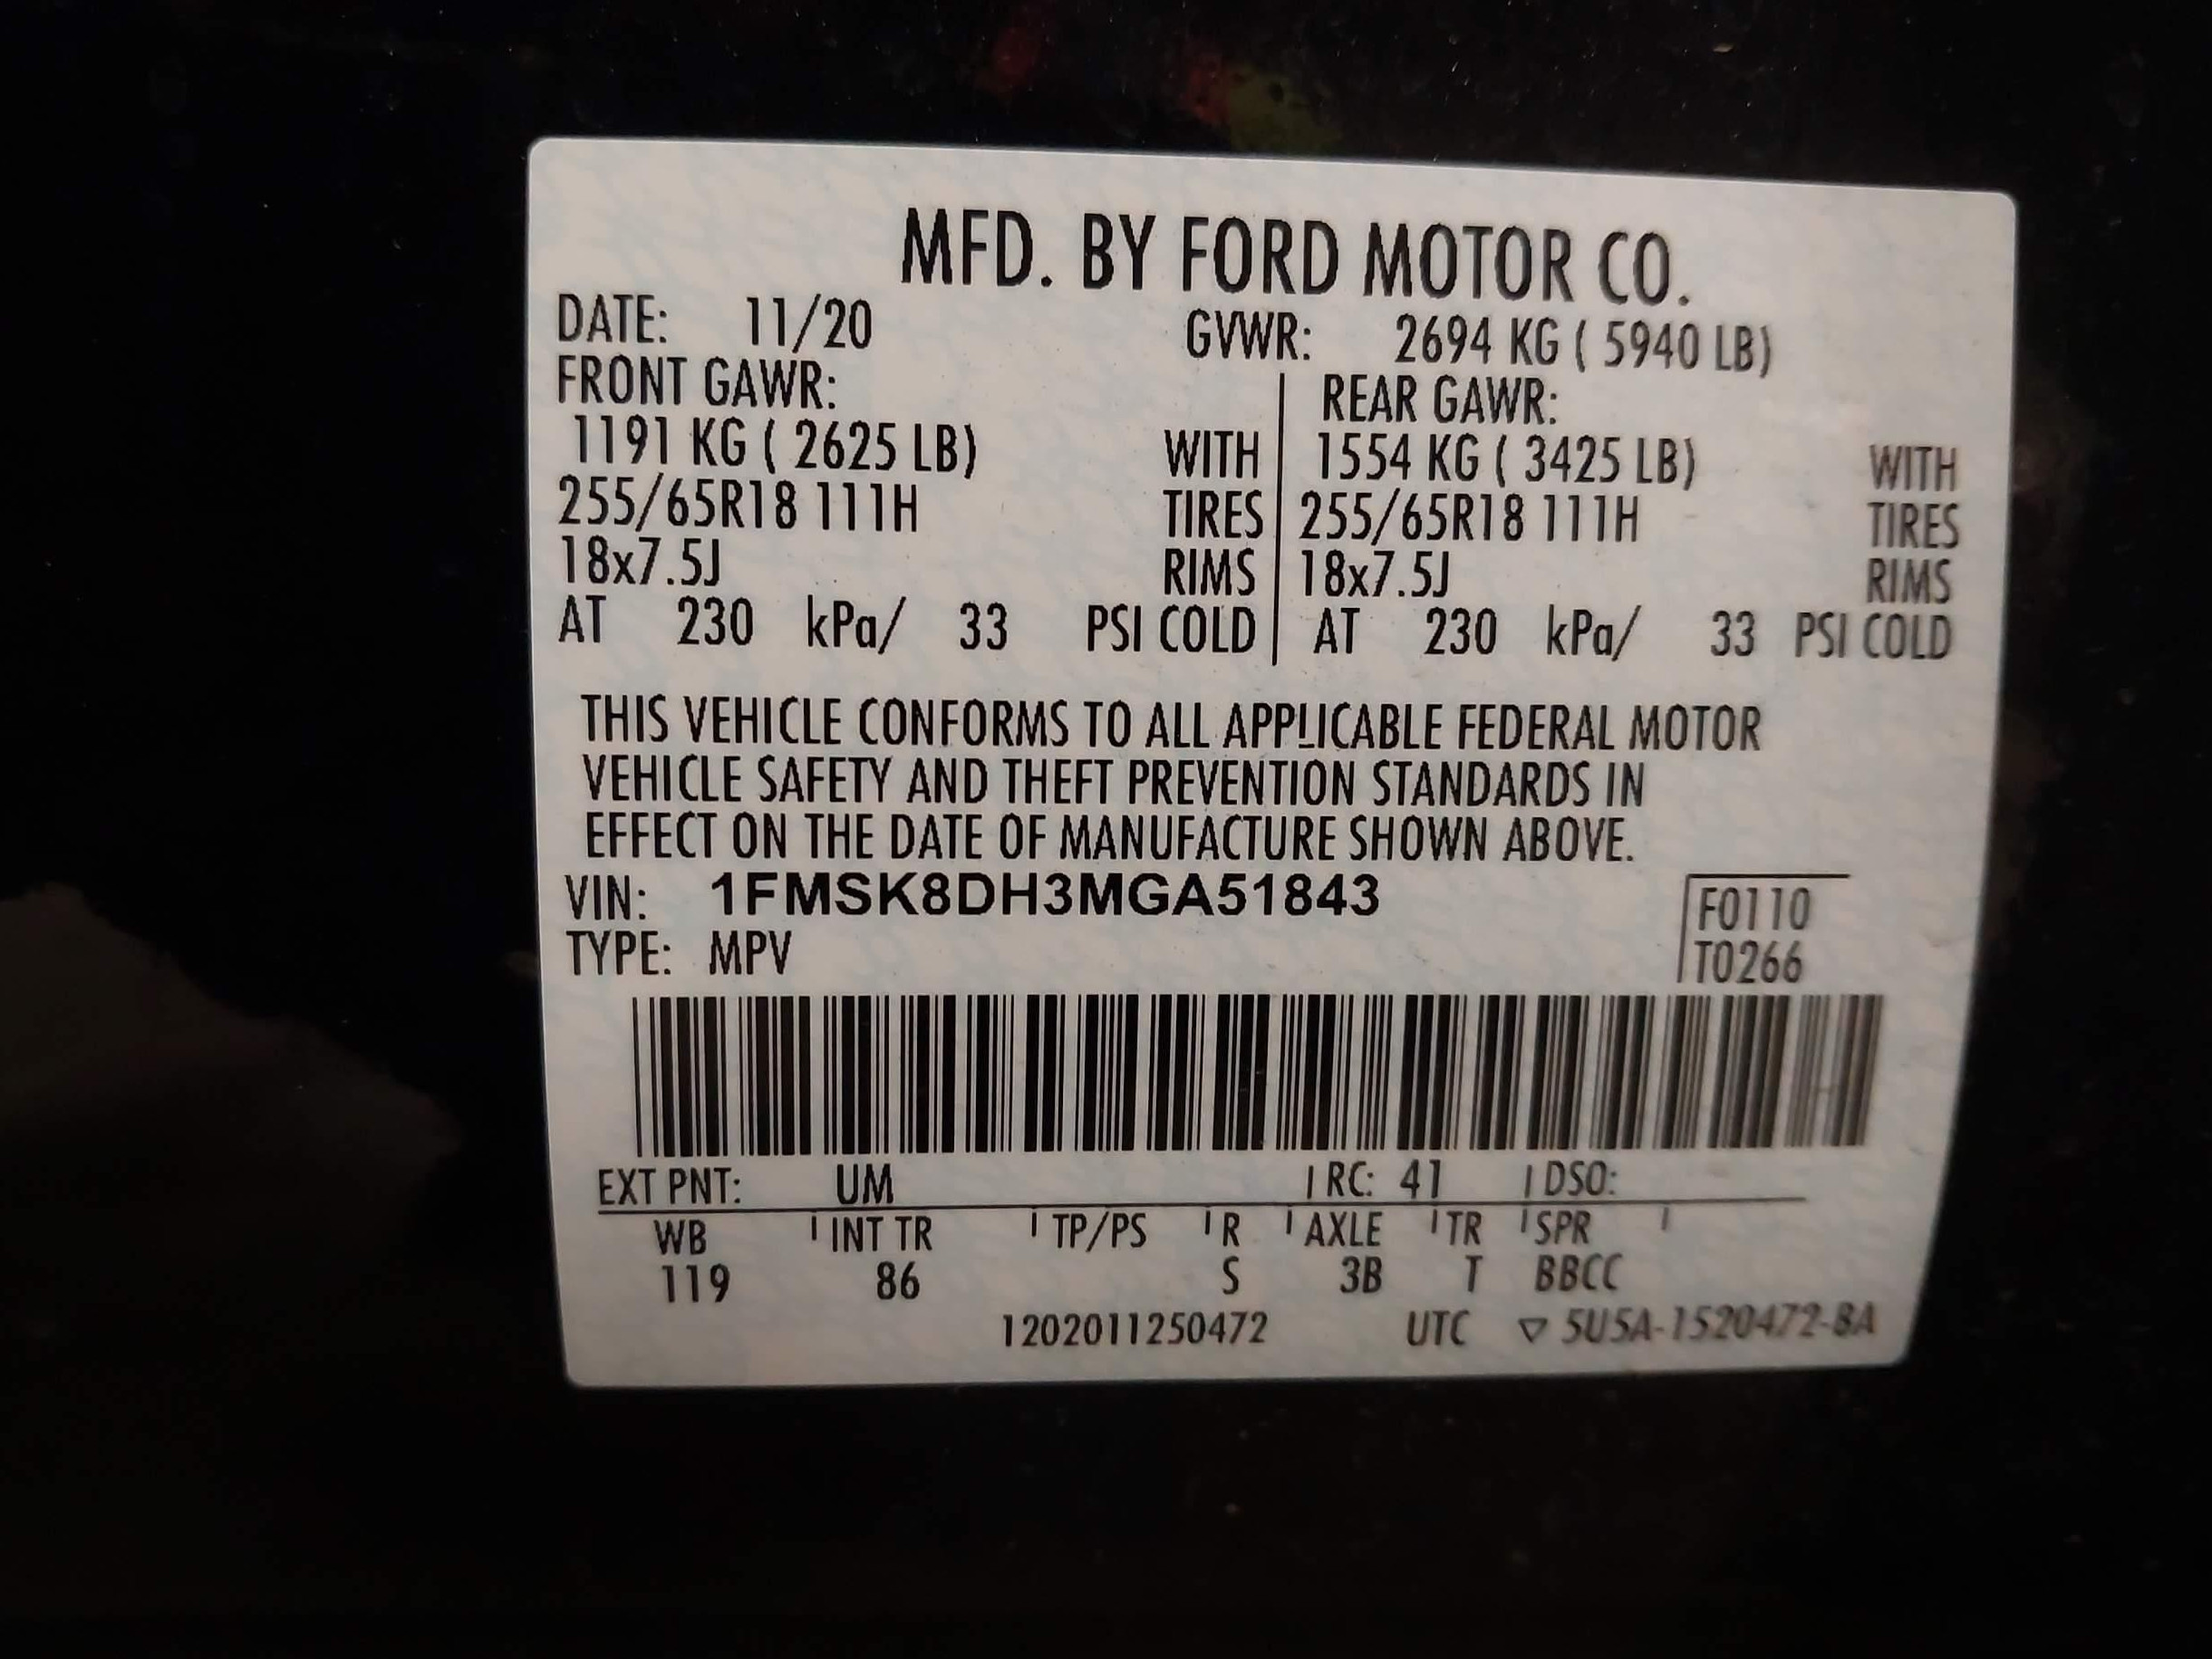 MFD. BY FORD MOTOR CO.
DATE: 11/20 GVWR: 2694 KG ( 5940 LB)
FRONT GAWR: REAR GAWR:
1191 KG ( 2625 LB) WITH 1554 KG ( 3425 LB) WITH
255/65R18 111H TIRES 255/65R18 111H TIRES
18x7.5J RIMS 18x7.5J RIMS
AT 230 kPa/ 33 PSI COLD AT 230 kPa/ 33 PSI COLD
THIS VEHICLE CONFORMS TO ALL APPLICABLE FEDERAL MOTOR
VEHICLE SAFETY AND THEFT PREVENTION STANDARDS IN
EFFECT ON THE DATE OF MANUFACTURE SHOWN ABOVE.
VIN: 1FMSK8DH3MGA51843 F0110
TYPE: MPV T0266
EXT PNT: UM RC: 41 DSO:
WB INT TR TP/PS R AXLE TR SPR
119 86 S 3B T BBCC
1202011250472 UTC ▽ 5U5A-1520472-BA